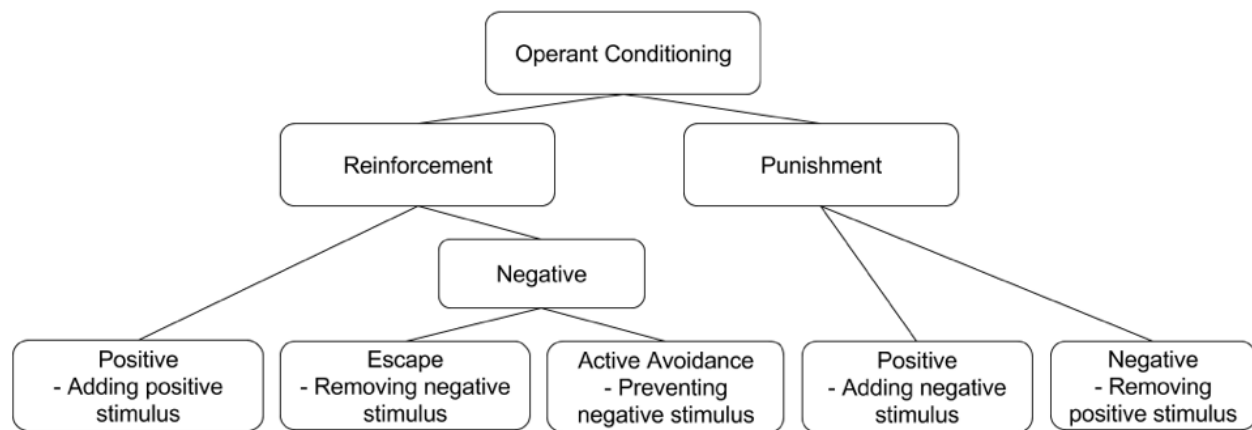 Operant Conditioning
Reinforcement
Punishment
Negative
Positive
- Adding positive
stimulus
Escape
- Removing negative
stimulus
Active Avoidance
- Preventing
negative stimulus
Positive
- Adding negative
stimulus
Negative
- Removing
positive stimulus